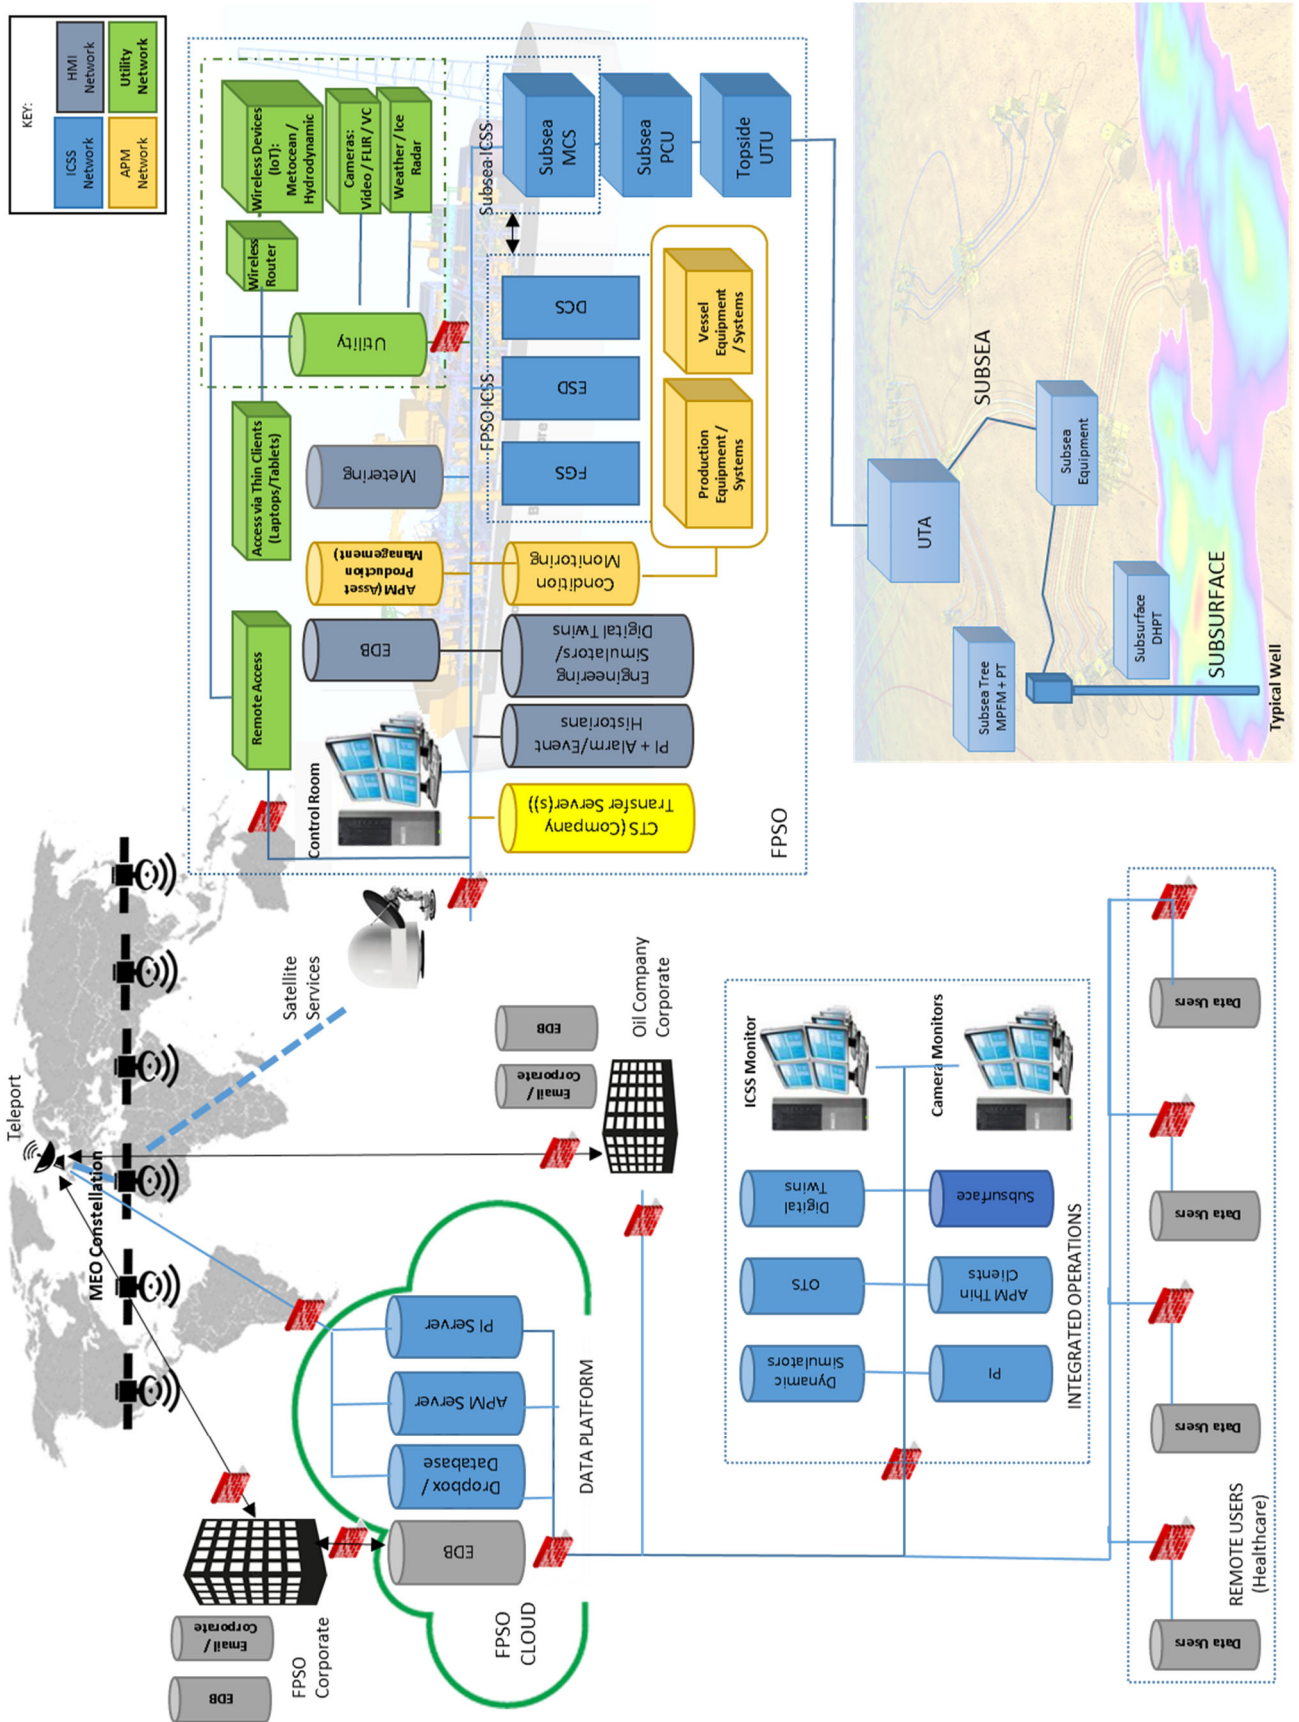 KEY:
ICSS
Network
HMI
Network
APM
Network
Utility
Network
Teleport
MEO Constellation
Satellite
Services
EDB
Email /
Corporate
FPSO
Corporate
EDB
Email /
Corporate
Oil Company
Corporate
EDB
Dropbox /
Database
APM Server
PI Server
FPSO
CLOUD
DATA PLATFORM
Remote Access
Access via Thin Clients
(Laptops/Tablets)
Wireless
Router
Wireless Devices
(IoT):
Metocean /
Hydrodynamic
Cameras:
Video / FLIR / VC
Weather / Ice
Radar
Utility
Control Room
EDB
APM (Asset
Production
Management)
Metering
CTS (Company
Transfer Server(s))
PI + Alarm/Event
Historians
Engineering
Simulators/
Digital Twins
Condition
Monitoring
FPSO ICSS
FGS
ESD
DCS
Subsea ICSS
Subsea
MCS
Subsea
PCU
Topside
UTU
Production
Equipment /
Systems
Vessel
Equipment
/ Systems
FPSO
Dynamic
Simulators
OTS
Digital
Twins
ICSS Monitor
PI
APM Thin
Clients
Subsurface
Camera Monitors
INTEGRATED OPERATIONS
Data Users
Data Users
Data Users
Data Users
REMOTE USERS
(Healthcare)
UTA
SUBSEA
Subsea
Equipment
Subsea Tree
MPFM + PT
Subsurface
DHPT
SUBSURFACE
Typical Well